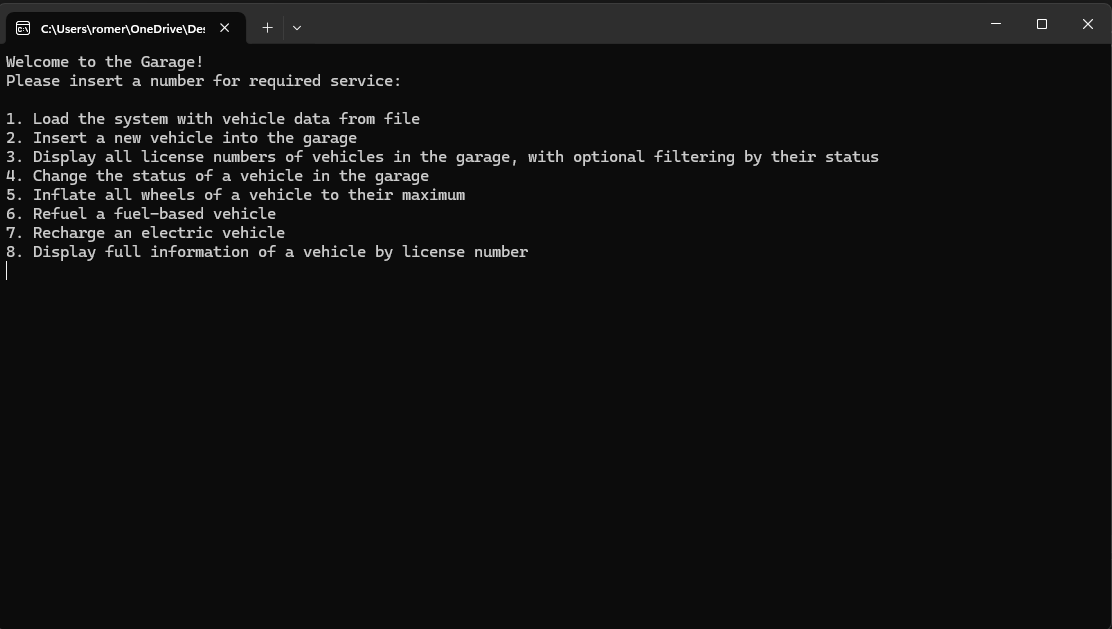 C:\Users\romer\OneDrive\Des
Welcome to the Garage!
Please insert a number for required service:
1. Load the system with vehicle data from file
2. Insert a new vehicle into the garage
3. Display all license numbers of vehicles in the garage, with optional filtering by their status
4. Change the status of a vehicle in the garage
5. Inflate all wheels of a vehicle to their maximum
6. Refuel a fuel-based vehicle
7. Recharge an electric vehicle
8. Display full information of a vehicle by license number